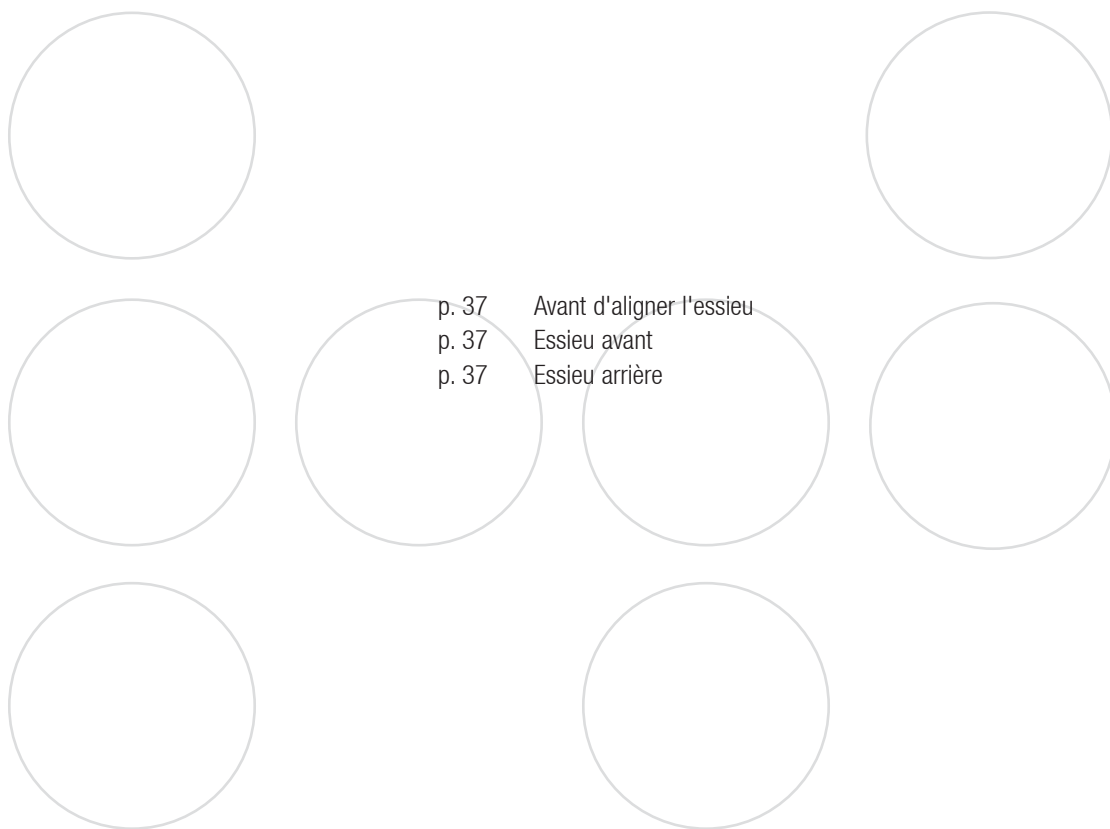 p. 37 Avant d'aligner l'essieu
p. 37 Essieu avant
p. 37 Essieu arrière